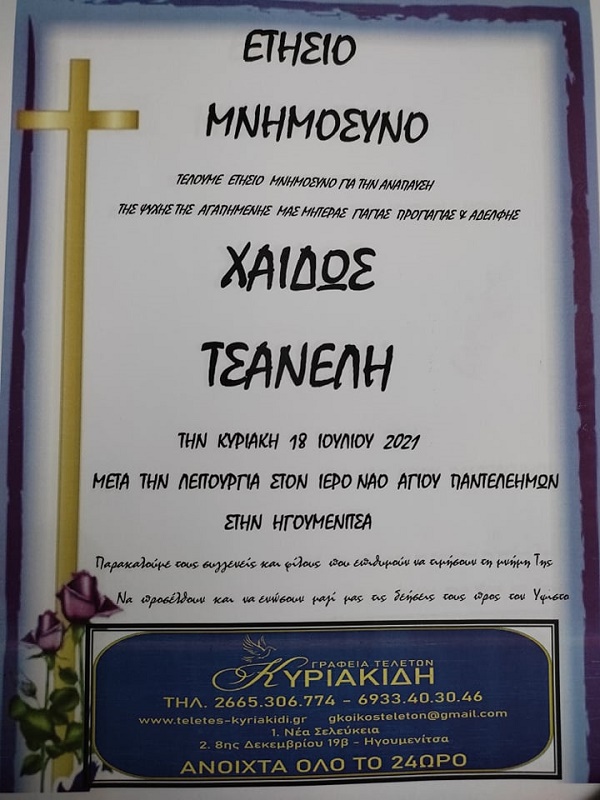 ΕΤΗΣΙΟ
ΜΝΗΜΟΣΥΝΟ
ΤΕΛΟΥΜΕ ΕΤΗΣΙΟ ΜΝΗΜΟΣΥΝΟ ΓΙΑ ΤΗΝ ΑΝΑΠΑΥΣΗ
ΤΗΣ ΨΥΧΗΣ ΤΗΣ ΑΓΑΠΗΜΕΝΗΣ ΜΑΣ ΜΗΤΕΡΑΣ ΓΙΑΓΙΑΣ ΠΡΟΓΙΑΓΙΑΣ & ΑΔΕΛΦΗΣ
ΧΑΙΔΩΣ
ΤΣΑΝΕΛΗ
ΤΗΝ ΚΥΡΙΑΚΗ 18 ΙΟΥΛΙΟΥ 2021
ΜΕΤΑ ΤΗΝ ΛΕΙΤΟΥΡΓΙΑ ΣΤΟΝ ΙΕΡΟ ΝΑΟ ΑΓΙΟΥ ΠΑΝΤΕΛΕΗΜΩΝ
ΣΤΗΝ ΗΓΟΥΜΕΝΙΤΣΑ
Παρακαλούμε τους συγγενείς και φίλους που επιθυμούν να τιμήσουν τη μνήμη Της
Να προσέλθουν και να ενώσουν μαζί μας τις δεήσεις τους προς τον Υψιστο
ΓΡΑΦΕΙΑ ΤΕΛΕΤΩΝ
ΚΥΡΙΑΚΙΔΗ
ΤΗΛ. 2665.306.774 - 6933.40.30.46
www.teletes-kyriakidi.gr gkoikosteleton@gmail.com
1. Νέα Σελεύκεια
2. 8ης Δεκεμβρίου 19β - Ηγουμενίτσα
ΑΝΟΙΧΤΑ ΟΛΟ ΤΟ 24ΩΡΟ